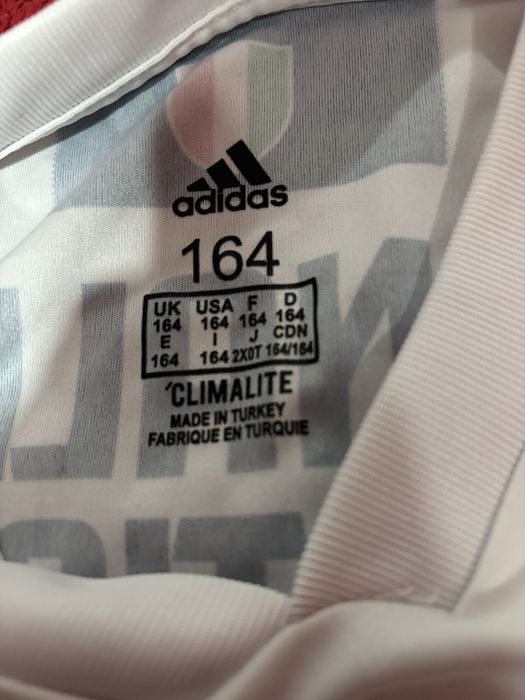 adidas
164
UK USA F D
164 164 164 164
E I J CDN
164 164 2XOT 164/164
'CLIMALITE
MADE IN TURKEY
FABRIQUE EN TURQUIE